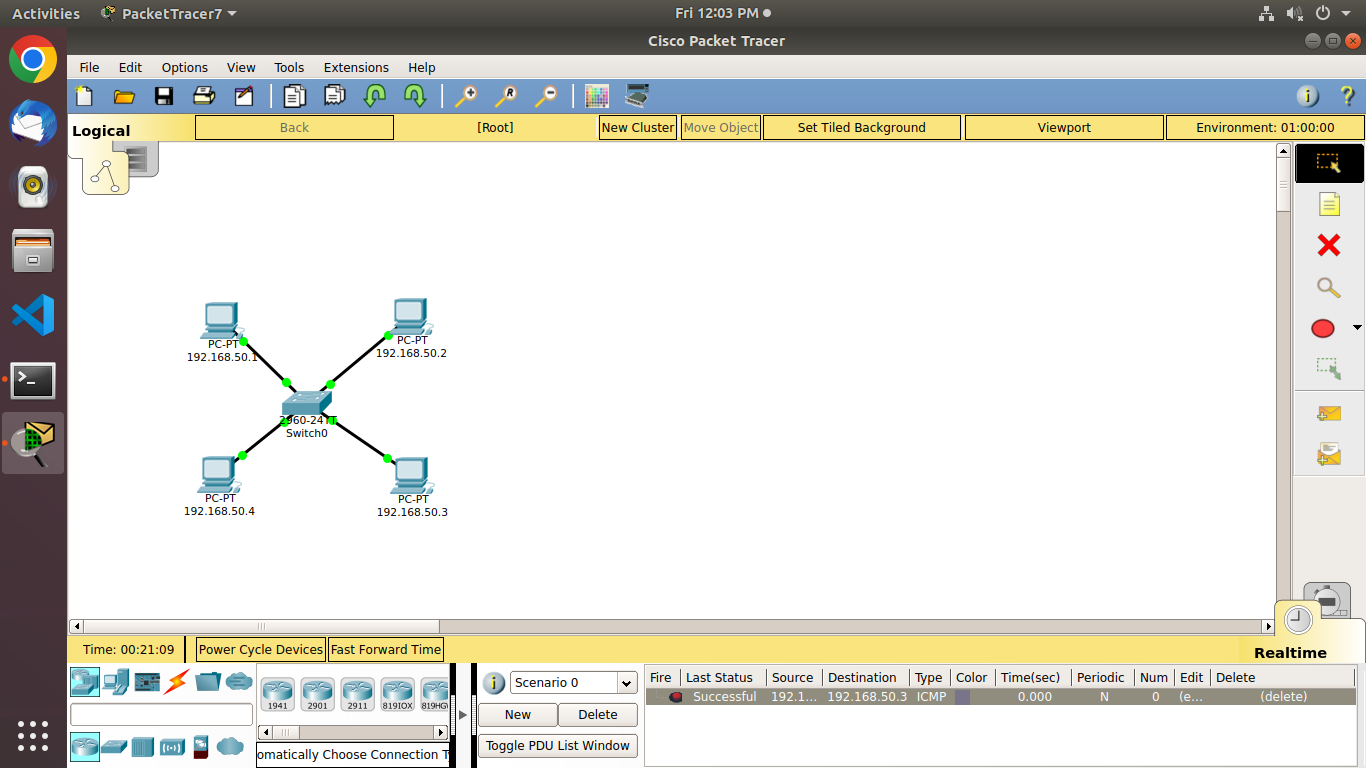 Activities PacketTracer7 Fri 12:03 PM
Cisco Packet Tracer
File Edit Options View Tools Extensions Help
Logical Back [Root] New Cluster Move Object Set Tiled Background Viewport Environment: 01:00:00
PC-PT
192.168.50.1
PC-PT
192.168.50.2
2960-24TT
Switch0
PC-PT
192.168.50.4
PC-PT
192.168.50.3
Time: 00:21:09 Power Cycle Devices Fast Forward Time Realtime
1941 2901 2911 819IOX 819HGW
omatically Choose Connection T
Scenario 0
New Delete
Toggle PDU List Window
Fire Last Status Source Destination Type Color Time(sec) Periodic Num Edit Delete
Successful 192.1... 192.168.50.3 ICMP 0.000 N 0 (e... (delete)